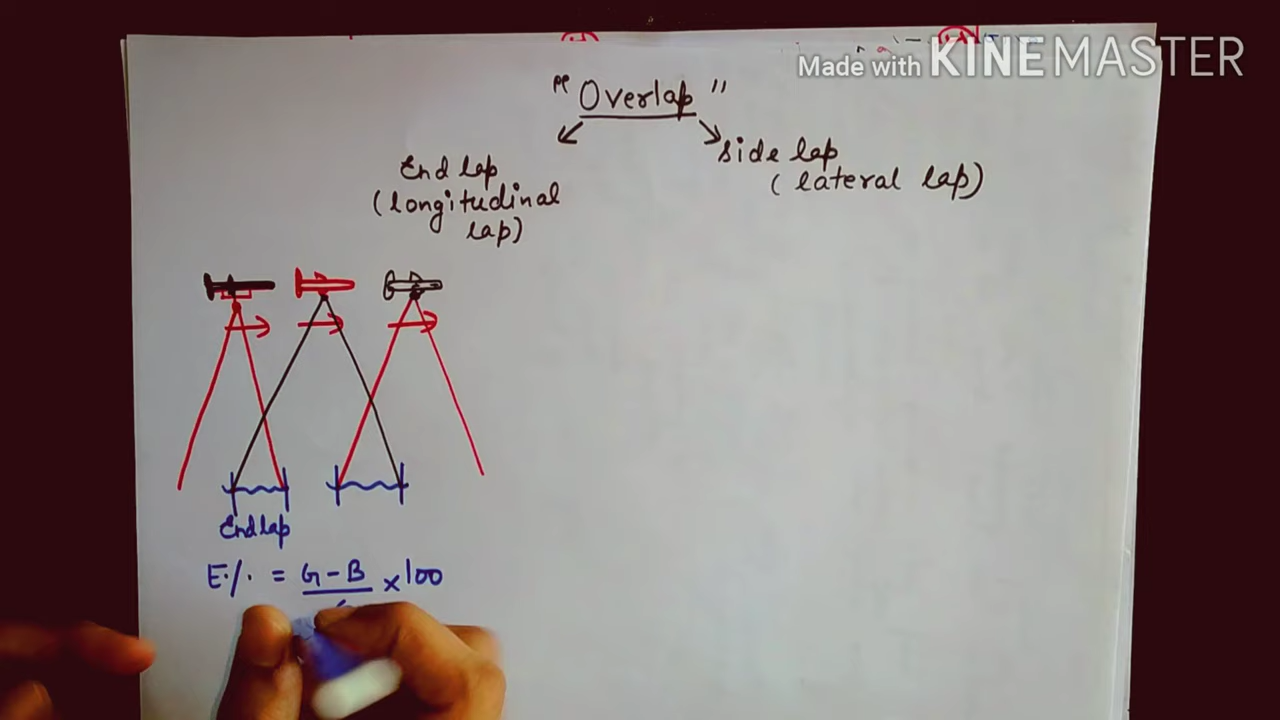 Made with KINEMASTER
"Overlap"
End lap
(longitudinal
lap)
Side lap
(lateral lap)
End lap
E% = G-B × 100